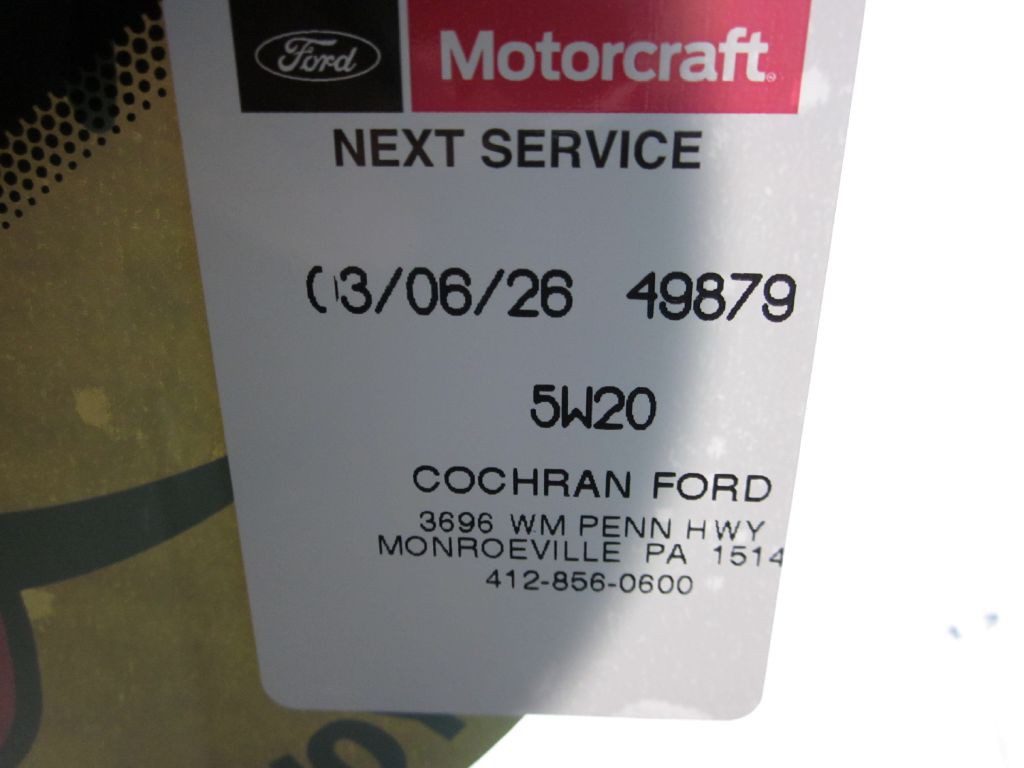 Ford Motorcraft®
NEXT SERVICE
03/06/26 49879
5W20
COCHRAN FORD
3696 WM PENN HWY
MONROEVILLE PA 1514
412-856-0600